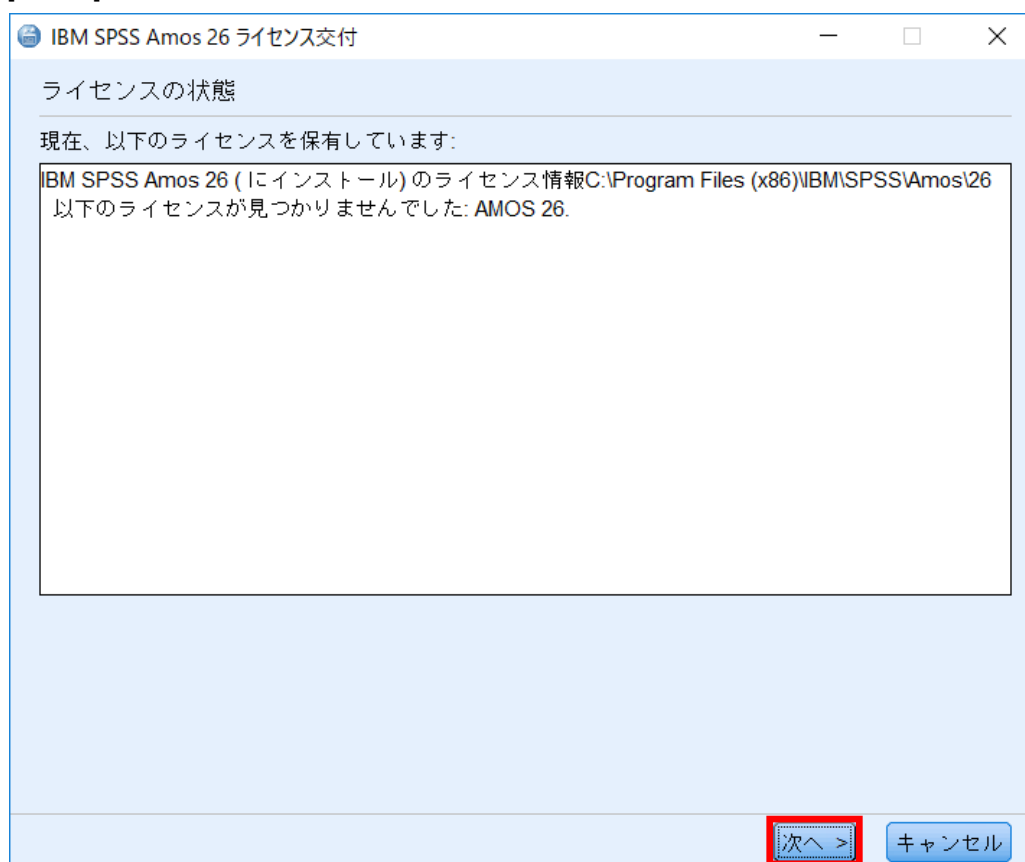 IBM SPSS Amos 26 ライセンス交付
ライセンスの状態
現在、以下のライセンスを保有しています:
IBM SPSS Amos 26 ( にインストール) のライセンス情報C:\Program Files (x86)\IBM\SPSS\Amos\26
以下のライセンスが見つかりませんでした: AMOS 26.
次へ >
キャンセル